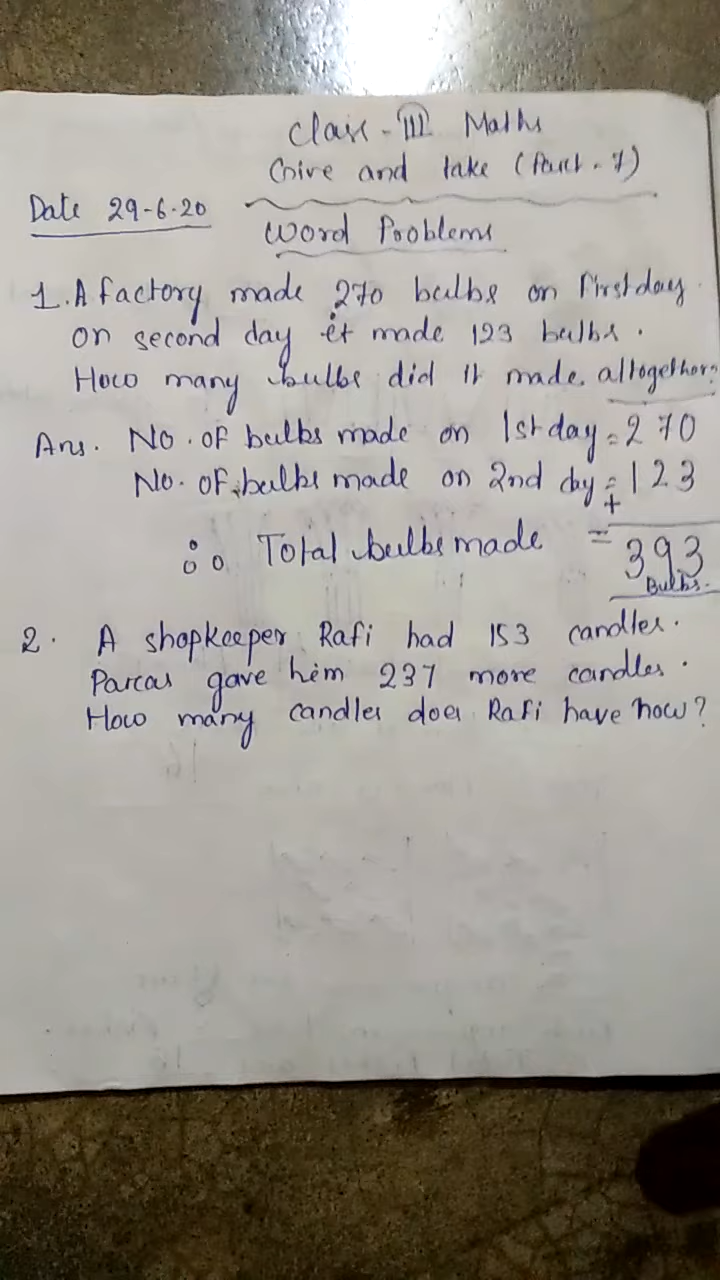 Class - III Maths
Give and take (Part - 7)
Date 29-6-20
Word Problems
1. A factory made 270 bulbs on first day.
on second day it made 123 bulbs.
How many bulbs did it made altogether?
Ans. No. of bulbs made on 1st day = 270
No. of bulbs made on 2nd day = + 123
∴ Total bulbs made = 393
Bulbs.
2. A shopkeeper Rafi had 153 candles.
Paras gave him 237 more candles.
How many candles does Rafi have now?